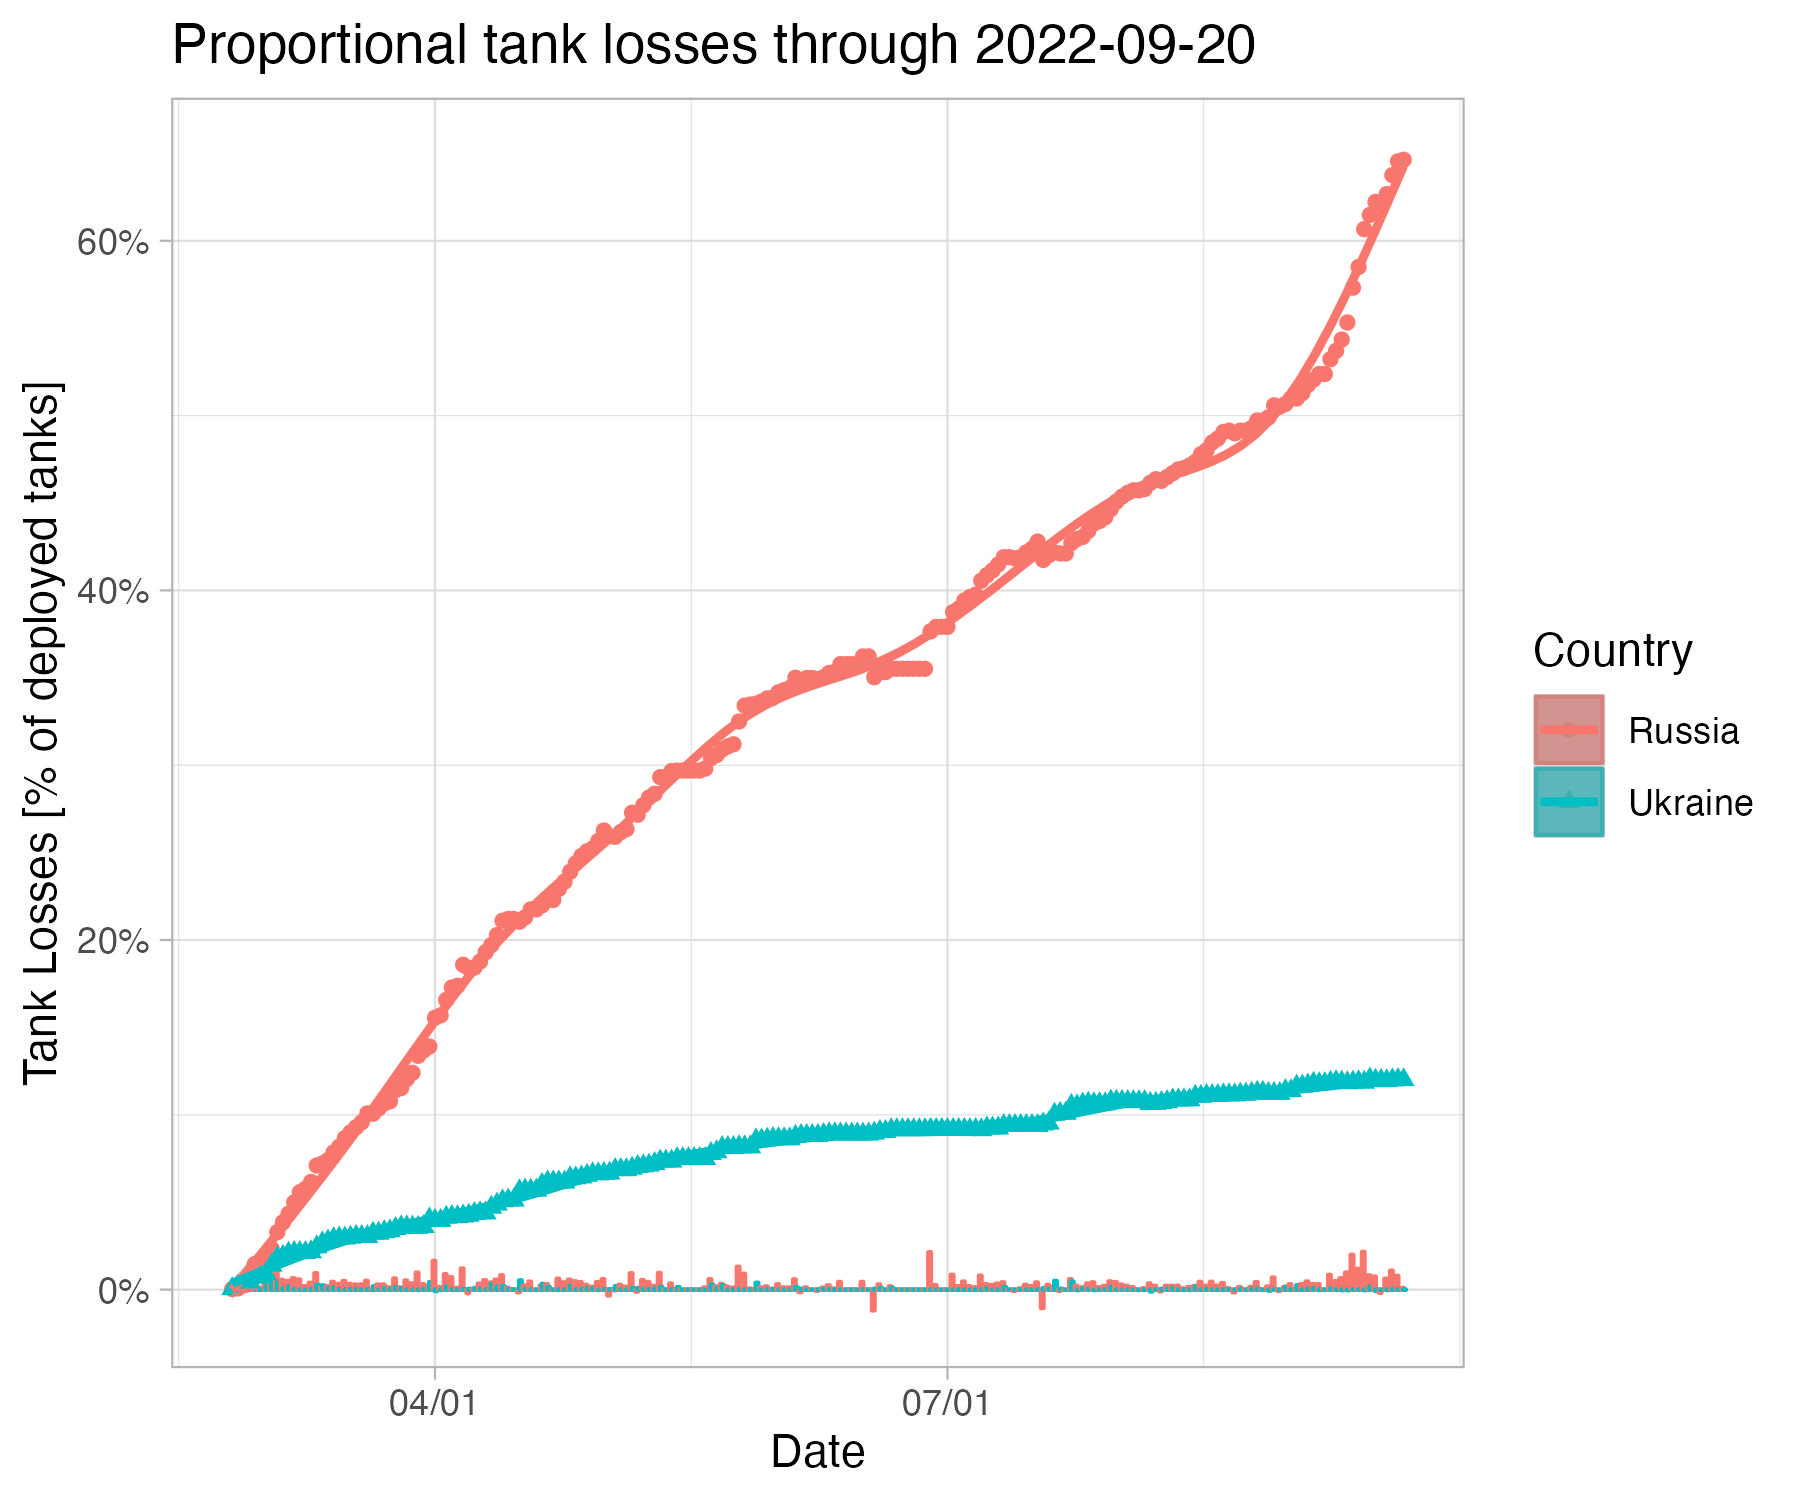 Proportional tank losses through 2022-09-20
Tank Losses [% of deployed tanks]
60%
40%
20%
0%
04/01
07/01
Date
Country
Russia
Ukraine